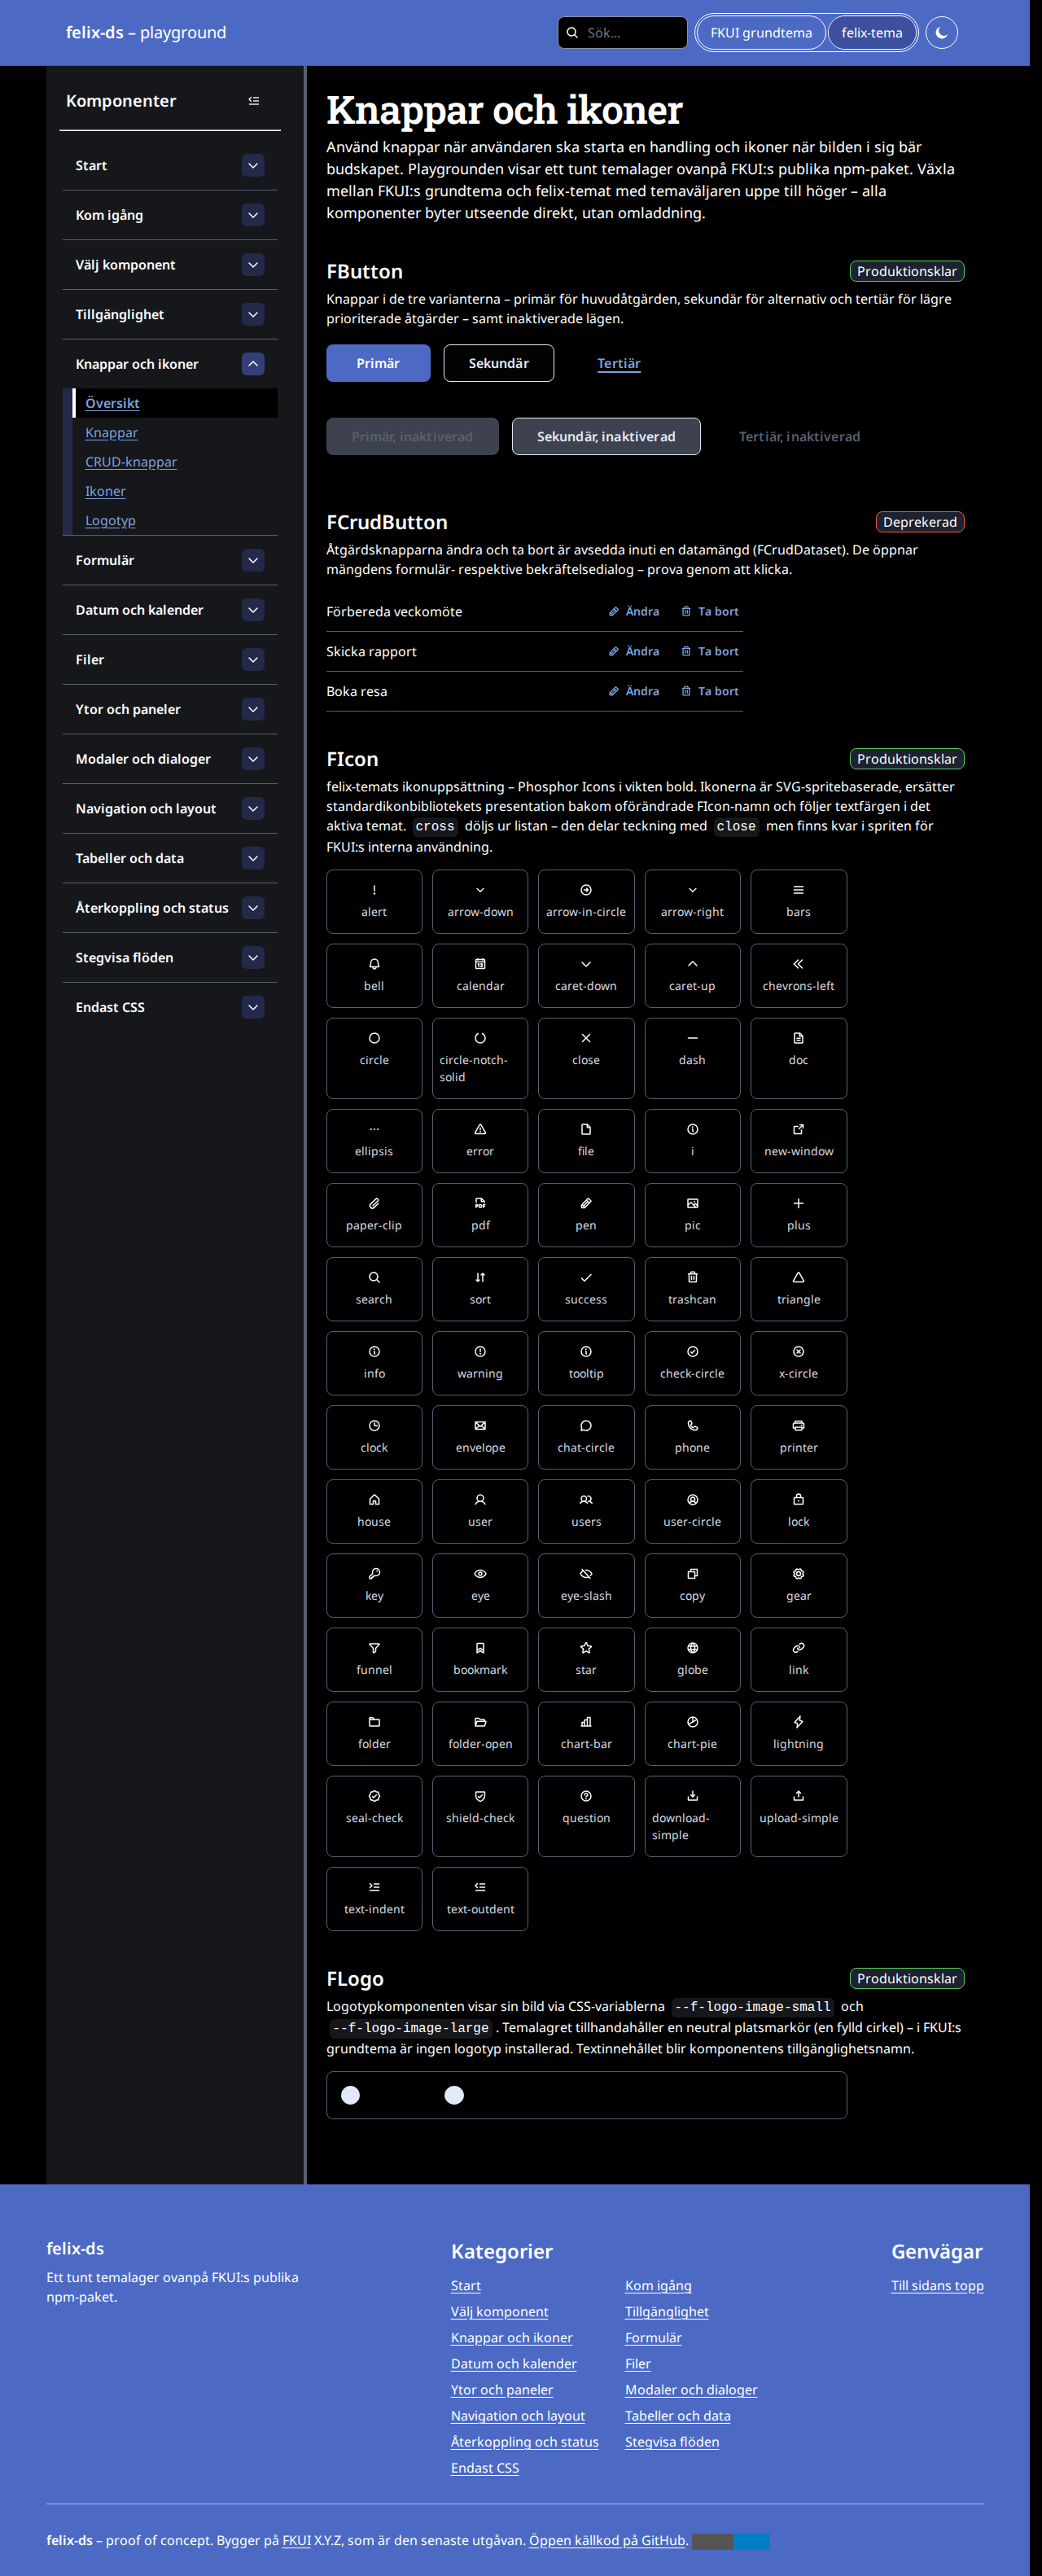 felix-ds – playground
Sök...
FKUI grundtema
felix-tema
Komponenter
Start
Kom igång
Välj komponent
Tillgänglighet
Knappar och ikoner
Översikt
Knappar
CRUD-knappar
Ikoner
Logotyp
Formulär
Datum och kalender
Filer
Ytor och paneler
Modaler och dialoger
Navigation och layout
Tabeller och data
Återkoppling och status
Stegvisa flöden
Endast CSS
Knappar och ikoner
Använd knappar när användaren ska starta en handling och ikoner när bilden i sig bär
budskapet. Playgrounden visar ett tunt temalager ovanpå FKUI:s publika npm-paket. Växla
mellan FKUI:s grundtema och felix-temat med temaväljaren uppe till höger – alla
komponenter byter utseende direkt, utan omladdning.
FButton
Produktionsklar
Knappar i de tre varianterna – primär för huvudåtgärden, sekundär för alternativ och tertiär för lägre
prioriterade åtgärder – samt inaktiverade lägen.
Primär
Sekundär
Tertiär
Primär, inaktiverad
Sekundär, inaktiverad
Tertiär, inaktiverad
FCrudButton
Deprekerad
Åtgärdsknapparna ändra och ta bort är avsedda inuti en datamängd (FCrudDataset). De öppnar
mängdens formulär- respektive bekräftelsedialog – prova genom att klicka.
Förbereda veckomöte
Ändra
Ta bort
Skicka rapport
Ändra
Ta bort
Boka resa
Ändra
Ta bort
FIcon
Produktionsklar
felix-temats ikonuppsättning – Phosphor Icons i vikten bold. Ikonerna är SVG-spritebaserade, ersätter
standardikonbibliotekets presentation bakom oförändrade FIcon-namn och följer textfärgen i det
aktiva temat. cross döljs ur listan – den delar teckning med close men finns kvar i spriten för
FKUI:s interna användning.
alert
arrow-down
arrow-in-circle
arrow-right
bars
bell
calendar
caret-down
caret-up
chevrons-left
circle
circle-notch-
solid
close
dash
doc
ellipsis
error
file
i
new-window
paper-clip
pdf
pen
pic
plus
search
sort
success
trashcan
triangle
info
warning
tooltip
check-circle
x-circle
clock
envelope
chat-circle
phone
printer
house
user
users
user-circle
lock
key
eye
eye-slash
copy
gear
funnel
bookmark
star
globe
link
folder
folder-open
chart-bar
chart-pie
lightning
seal-check
shield-check
question
download-
simple
upload-simple
text-indent
text-outdent
FLogo
Produktionsklar
Logotypkomponenten visar sin bild via CSS-variablerna --f-logo-image-small och
--f-logo-image-large. Temalagret tillhandahåller en neutral platsmarkör (en fylld cirkel) – i FKUI:s
grundtema är ingen logotyp installerad. Textinnehållet blir komponentens tillgänglighetsnamn.
felix-ds
Ett tunt temalager ovanpå FKUI:s publika
npm-paket.
Kategorier
Start
Kom igång
Välj komponent
Tillgänglighet
Knappar och ikoner
Formulär
Datum och kalender
Filer
Ytor och paneler
Modaler och dialoger
Navigation och layout
Tabeller och data
Återkoppling och status
Stegvisa flöden
Endast CSS
Genvägar
Till sidans topp
felix-ds – proof of concept. Bygger på FKUI X.Y.Z, som är den senaste utgåvan. Öppen källkod på GitHub.